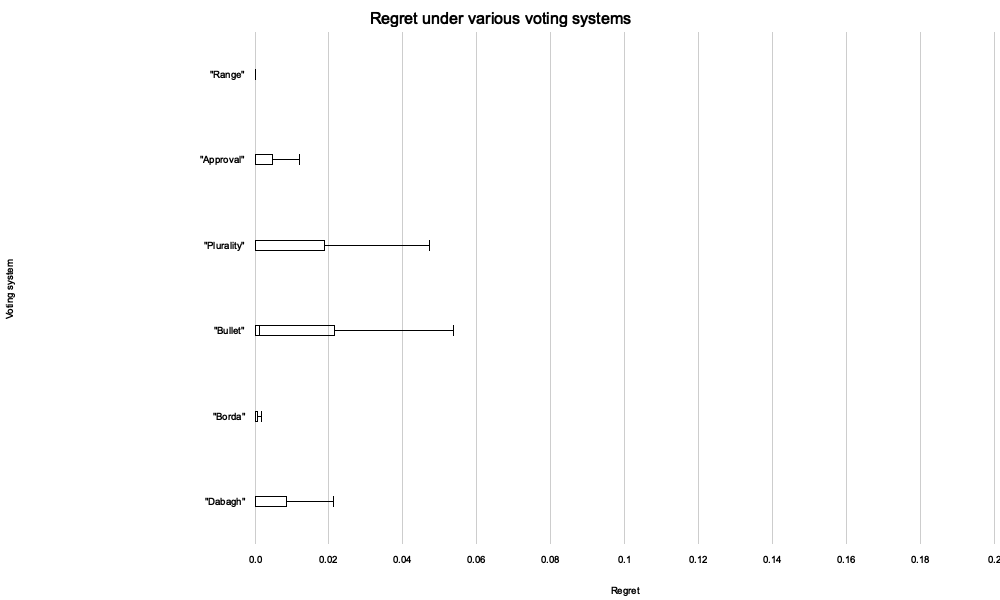 Regret under various voting systems
"Range"
"Approval"
"Plurality"
Voting system
"Bullet"
"Borda"
"Dabagh"
0.0 0.02 0.04 0.06 0.08 0.1 0.12 0.14 0.16 0.18 0.2
Regret